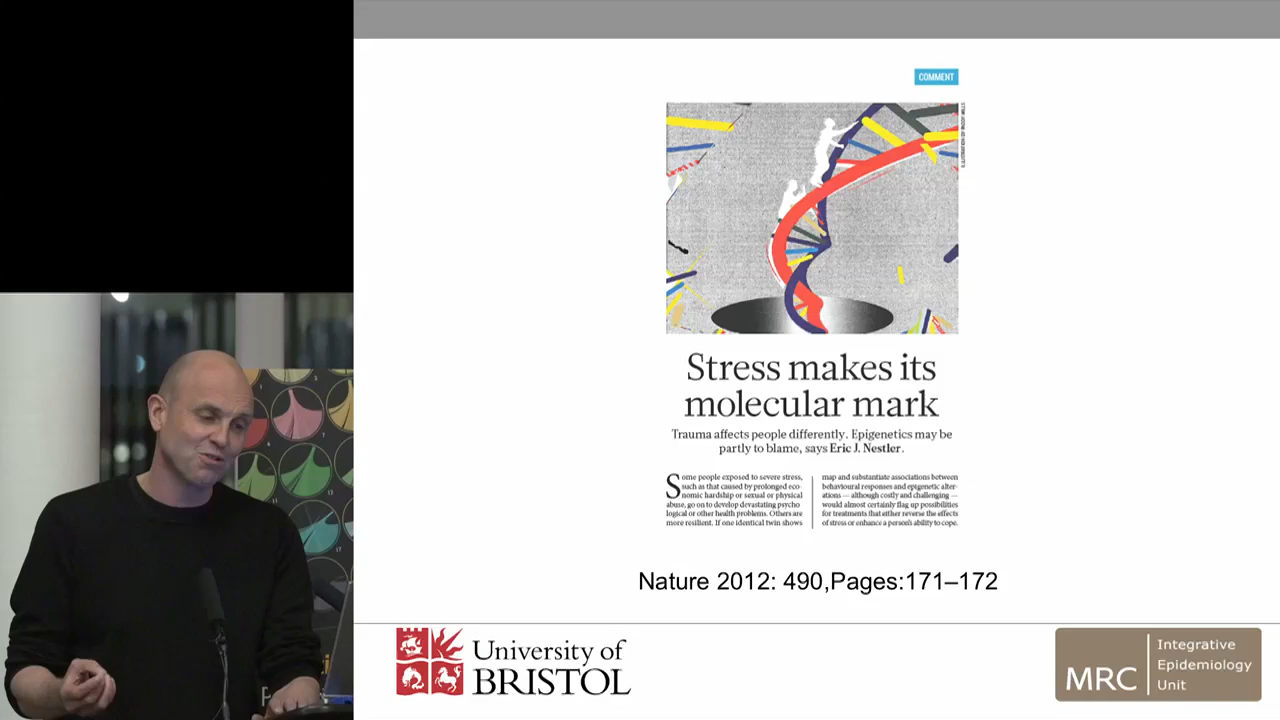 COMMENT
Stress makes its
molecular mark
Trauma affects people differently. Epigenetics may be
partly to blame, says Eric J. Nestler.
Some people exposed to severe stress,
such as that caused by prolonged eco-
nomic hardship or sexual or physical
abuse, go on to develop devastating psycho
logical or other health problems. Others are
more resilient. If one identical twin shows
map and substantiate associations between
behavioural responses and epigenetic alter-
ations — although costly and challenging —
would almost certainly flag up possibilities
for treatments that either reverse the effects
of stress or enhance a person's ability to cope.
Nature 2012: 490,Pages:171–172
University of
BRISTOL
MRC
Integrative
Epidemiology
Unit